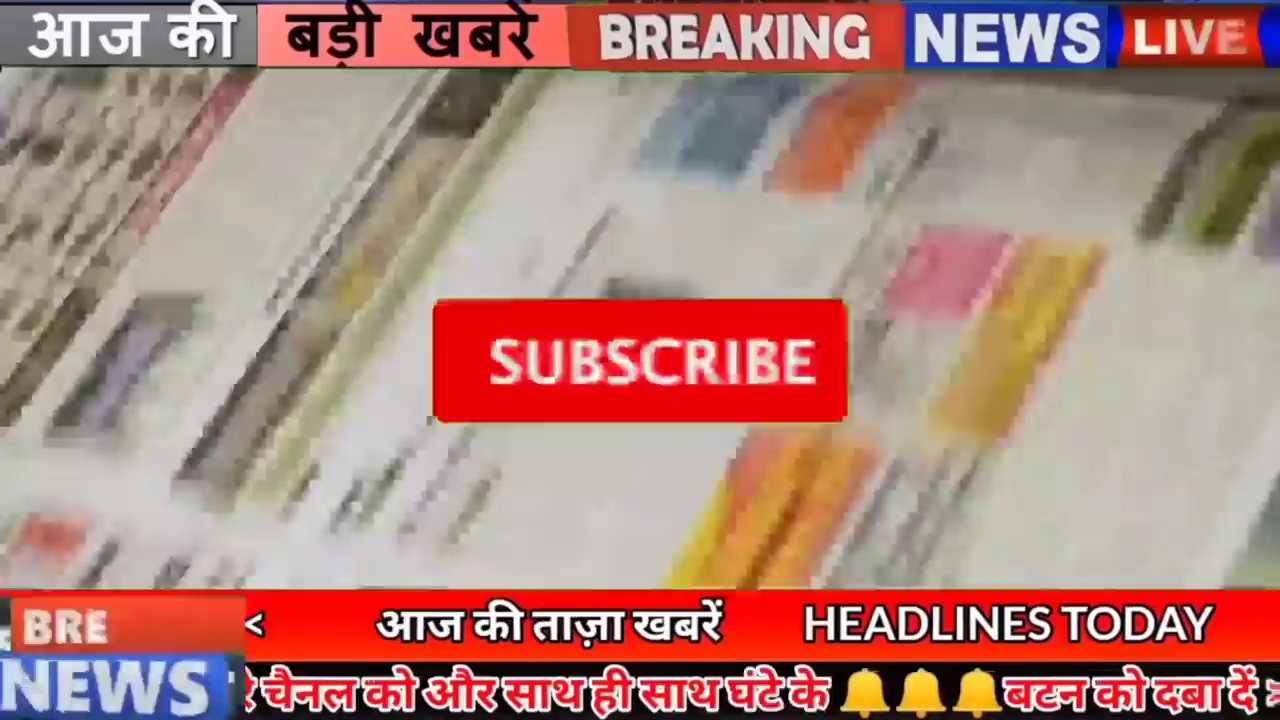 आज की बड़ी खबरें BREAKING NEWS LIVE
SUBSCRIBE
BRE < आज की ताज़ा खबरें HEADLINES TODAY
NEWS चैनल को और साथ ही साथ घंटे के 🔔🔔🔔बटन को दबा दें